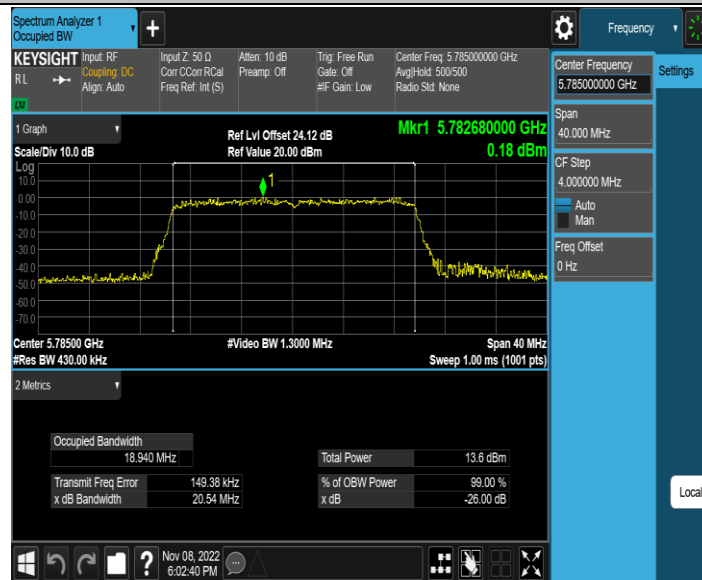 Spectrum Analyzer 1
Occupied BW
+
Frequency
KEYSIGHT
R L
LXI
Input: RF
Coupling: DC
Align: Auto
Input Z: 50 Ω
Corr CCorr RCal
Freq Ref: Int (S)
Atten: 10 dB
Preamp: Off
Trig: Free Run
Gate: Off
#IF Gain: Low
Center Freq: 5.785000000 GHz
Avg|Hold: 500/500
Radio Std: None
Center Frequency
5.785000000 GHz
Settings
Span
40.000 MHz
CF Step
4.000000 MHz
Auto
Man
Freq Offset
0 Hz
1 Graph
Ref Lvl Offset 24.12 dB
Mkr1 5.782680000 GHz
Scale/Div 10.0 dB
Ref Value 20.00 dBm
0.18 dBm
Log
10.0
1
0.00
-10.0
-20.0
-30.0
-40.0
-50.0
-60.0
-70.0
Center 5.78500 GHz
#Video BW 1.3000 MHz
Span 40 MHz
#Res BW 430.00 kHz
Sweep 1.00 ms (1001 pts)
2 Metrics
Occupied Bandwidth
18.940 MHz
Total Power 13.6 dBm
Transmit Freq Error 149.38 kHz
% of OBW Power 99.00 %
x dB Bandwidth 20.54 MHz
x dB -26.00 dB
Local
?
Nov 08, 2022
6:02:40 PM